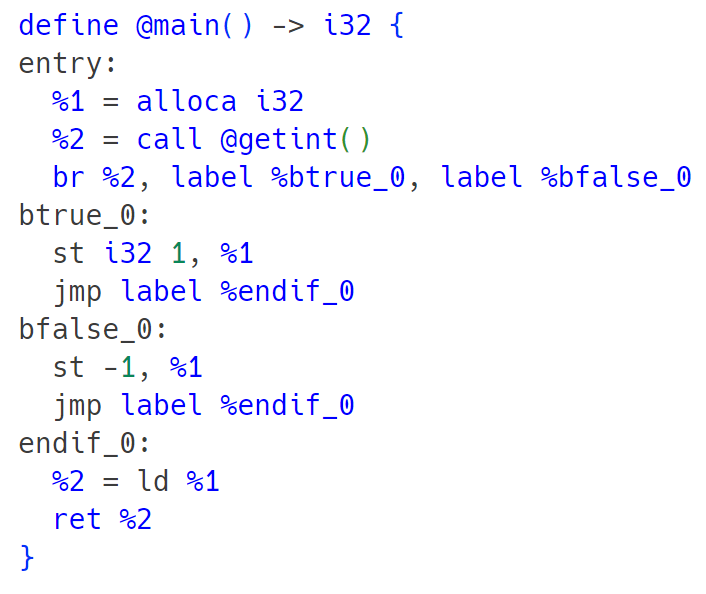 define @main() -> i32 {
entry:
  %1 = alloca i32
  %2 = call @getint()
  br %2, label %btrue_0, label %bfalse_0
btrue_0:
  st i32 1, %1
  jmp label %endif_0
bfalse_0:
  st -1, %1
  jmp label %endif_0
endif_0:
  %2 = ld %1
  ret %2
}